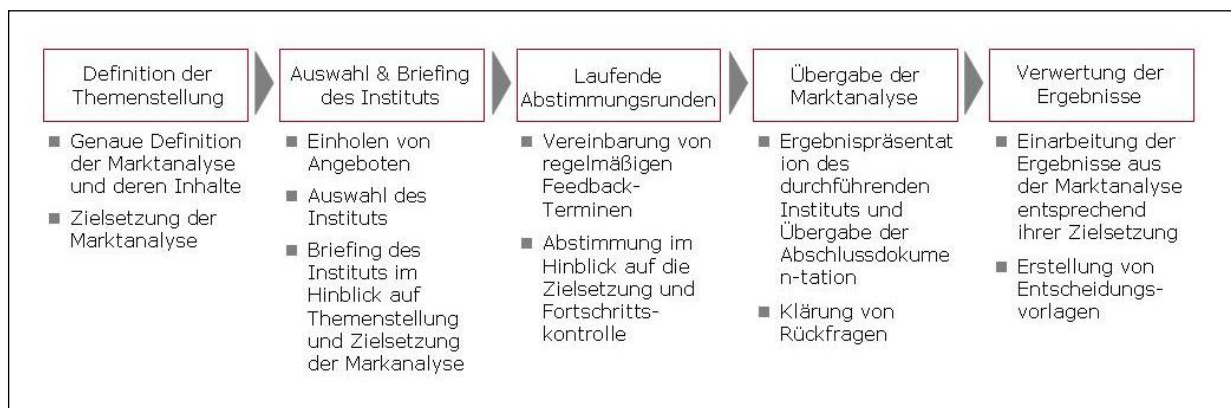 Definition der
Themenstellung
Genaue Definition
der Marktanalyse
und deren Inhalte
Zielsetzung der
Marktanalyse
Auswahl & Briefing
des Instituts
Einholen von
Angeboten
Auswahl des
Instituts
Briefing des
Instituts im
Hinblick auf
Themenstellung
und Zielsetzung
der Markanalyse
Laufende
Abstimmungsrunden
Vereinbarung von
regelmäßigen
Feedback-
Terminen
Abstimmung im
Hinblick auf die
Zielsetzung und
Fortschritts-
kontrolle
Übergabe der
Marktanalyse
Ergebnispräsentat
ion des
durchführenden
Instituts und
Übergabe der
Abschlussdokume
n-tation
Klärung von
Rückfragen
Verwertung der
Ergebnisse
Einarbeitung der
Ergebnisse aus
der Marktanalyse
entsprechend
ihrer Zielsetzung
Erstellung von
Entscheidungs-
vorlagen